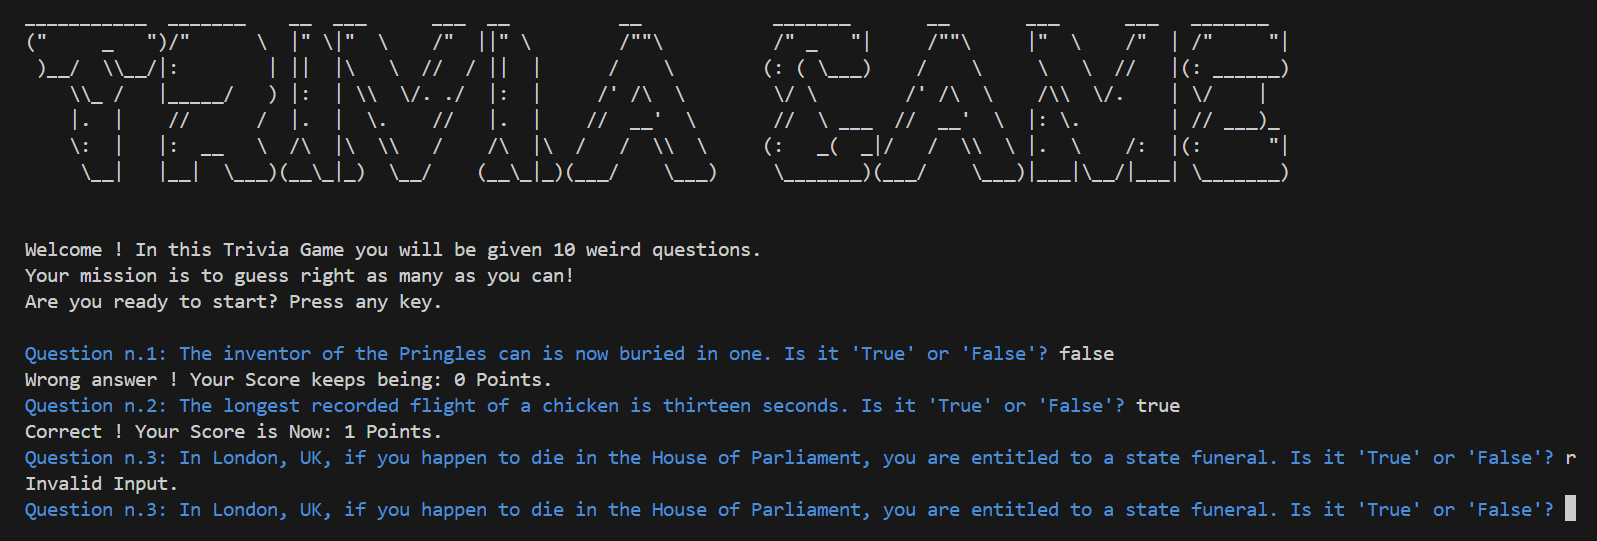 TRIVIA GAME
Welcome ! In this Trivia Game you will be given 10 weird questions.
Your mission is to guess right as many as you can!
Are you ready to start? Press any key.
Question n.1: The inventor of the Pringles can is now buried in one. Is it 'True' or 'False'? false
Wrong answer ! Your Score keeps being: 0 Points.
Question n.2: The longest recorded flight of a chicken is thirteen seconds. Is it 'True' or 'False'? true
Correct ! Your Score is Now: 1 Points.
Question n.3: In London, UK, if you happen to die in the House of Parliament, you are entitled to a state funeral. Is it 'True' or 'False'? r
Invalid Input.
Question n.3: In London, UK, if you happen to die in the House of Parliament, you are entitled to a state funeral. Is it 'True' or 'False'?